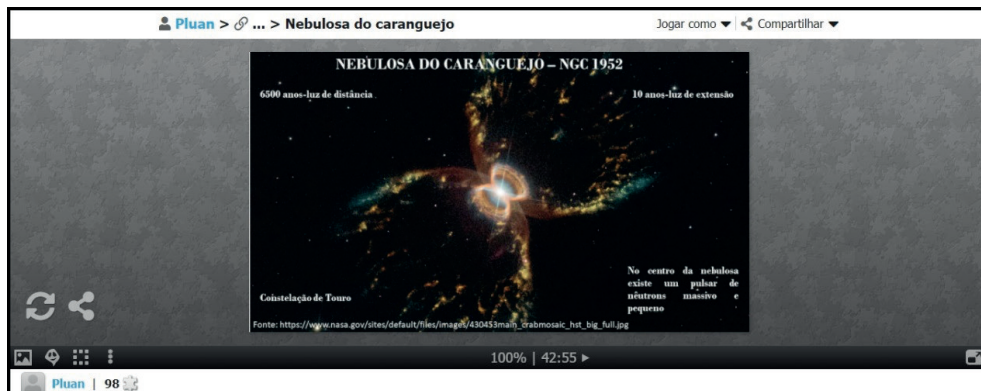 Pluan > ... > Nebulosa do caranguejo
Jogar como Compartilhar
NEBULOSA DO CARANGUEJO – NGC 1952
6500 anos-luz de distância
10 anos-luz de extensão
No centro da nebulosa
existe um pulsar de
nêutrons massivo e
pequeno
Constelação de Touro
Fonte: https://www.nasa.gov/sites/default/files/images/430453main_crabmosaic_hst_big_full.jpg
100% | 42:55
Pluan | 98